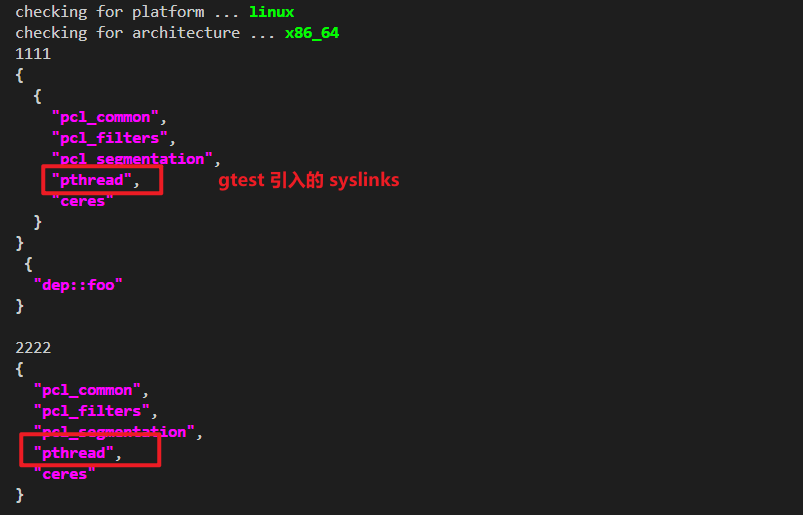 checking for platform ... linux
checking for architecture ... x86_64
1111
{
  {
    "pcl_common",
    "pcl_filters",
    "pcl_segmentation",
    "pthread",    gtest 引入的 syslinks
    "ceres"
  }
}
 {
  "dep::foo"
}
2222
{
  "pcl_common",
  "pcl_filters",
  "pcl_segmentation",
  "pthread",
  "ceres"
}